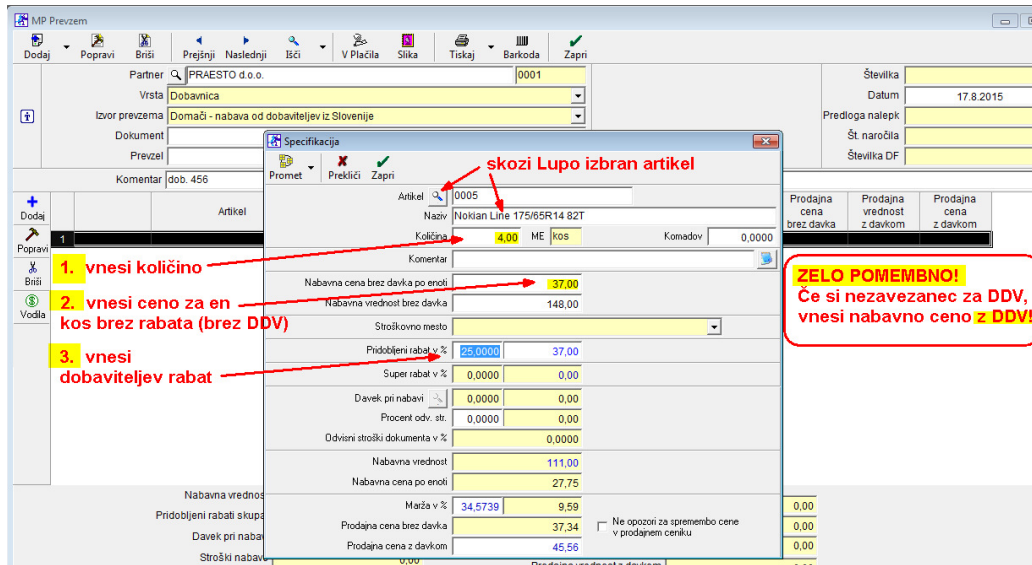 MP Prevzem
Dodaj Popravi Briši Prejšnji Naslednji Išči V Plačila Slika Tiskaj Barkoda Zapri
Partner PRAESTO d.o.o. 0001
Vrsta Dobavnica
Izvor prevzema Domači - nabava od dobaviteljev iz Slovenije
Dokument
Prevzel
Komentar dob. 456
Številka
Datum 17.8.2015
Predloga nalepk
Št. naročila
Številka DF
Dodaj
Popravi
Briši
Vodila
Artikel
Prodajna cena brez davka
Prodajna vrednost z davkom
Prodajna cena z davkom
1
Specifikacija
Promet Prekliči Zapri
skozi Lupo izbran artikel
Artikel 0005
Naziv Nokian Line 175/65R14 82T
Količina 4,00 ME kos Komadov 0,0000
Komentar
Nabavna cena brez davka po enoti 37,00
Nabavna vrednost brez davka 148,00
Stroškovno mesto
Pridobljeni rabat v % 25,0000 37,00
Super rabat v % 0,0000 0,00
Davek pri nabavi 0,0000 0,00
Procent odv. str. 0,0000 0,00
Odvisni stroški dokumenta v % 0,0000
Nabavna vrednost 111,00
Nabavna cena po enoti 27,75
Marža v % 34,5739 9,59
Prodajna cena brez davka 37,34
Prodajna cena z davkom 45,56
Ne opozori za spremembo cene
v prodajnem ceniku
1. vnesi količino
2. vnesi ceno za en
kos brez rabata (brez DDV)
3. vnesi
dobaviteljev rabat
ZELO POMEMBNO!
Če si nezavezanec za DDV,
vnesi nabavno ceno z DDV!
Nabavna vrednos
Pridobljeni rabati skupa
Davek pri nabav
Stroški nabave 0,00
0,00
0,00
0,00
Prodajna vrednost z davkom 0,00